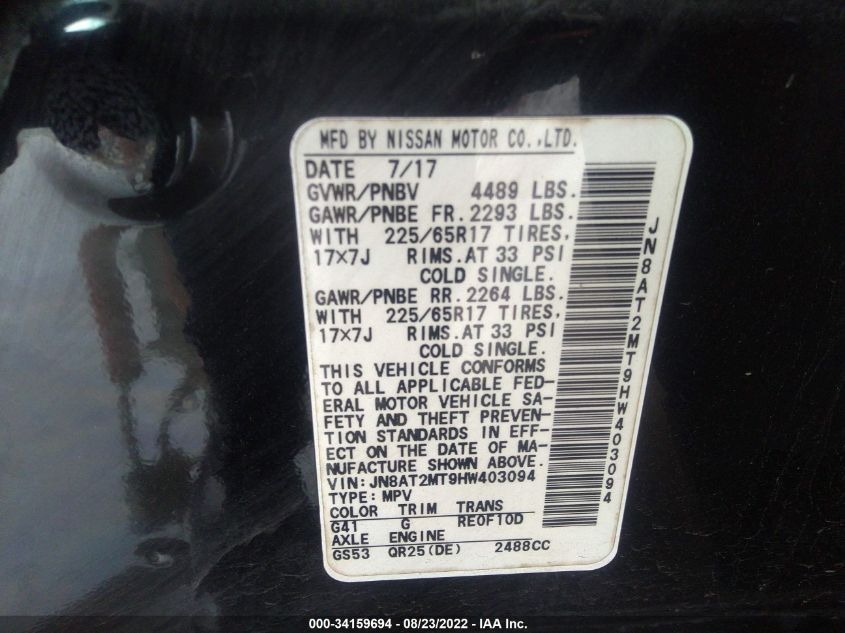 MFD BY NISSAN MOTOR CO.,LTD.
DATE 7/17
GVWR/PNBV 4489 LBS.
GAWR/PNBE FR. 2293 LBS.
WITH 225/65R17 TIRES,
17×7J RIMS.AT 33 PSI
COLD SINGLE.
GAWR/PNBE RR. 2264 LBS.
WITH 225/65R17 TIRES,
17×7J RIMS.AT 33 PSI
COLD SINGLE.
THIS VEHICLE CONFORMS
TO ALL APPLICABLE FED-
ERAL MOTOR VEHICLE SA-
FETY AND THEFT PREVEN-
TION STANDARDS IN EFF-
ECT ON THE DATE OF MA-
NUFACTURE SHOWN ABOVE.
VIN:JN8AT2MT9HW403094
TYPE:MPV
COLOR TRIM TRANS
G41 G RE0F10D
AXLE ENGINE
GS53 QR25(DE) 2488CC
JN8AT2MT9HW403094
000-34159694 - 08/23/2022 - IAA Inc.